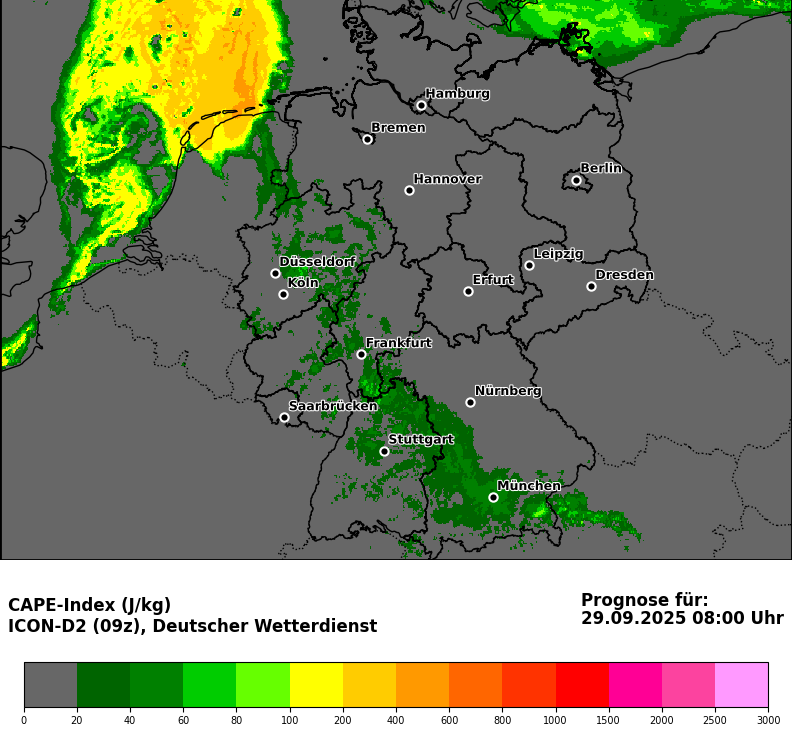 Hamburg
Bremen
Berlin
Hannover
Leipzig
Düsseldorf
Dresden
Köln
Erfurt
Frankfurt
Nürnberg
Saarbrücken
Stuttgart
München
CAPE-Index (J/kg)
ICON-D2 (09z), Deutscher Wetterdienst
Prognose für:
29.09.2025 08:00 Uhr
0 20 40 60 80 100 200 400 600 800 1000 1500 2000 2500 3000